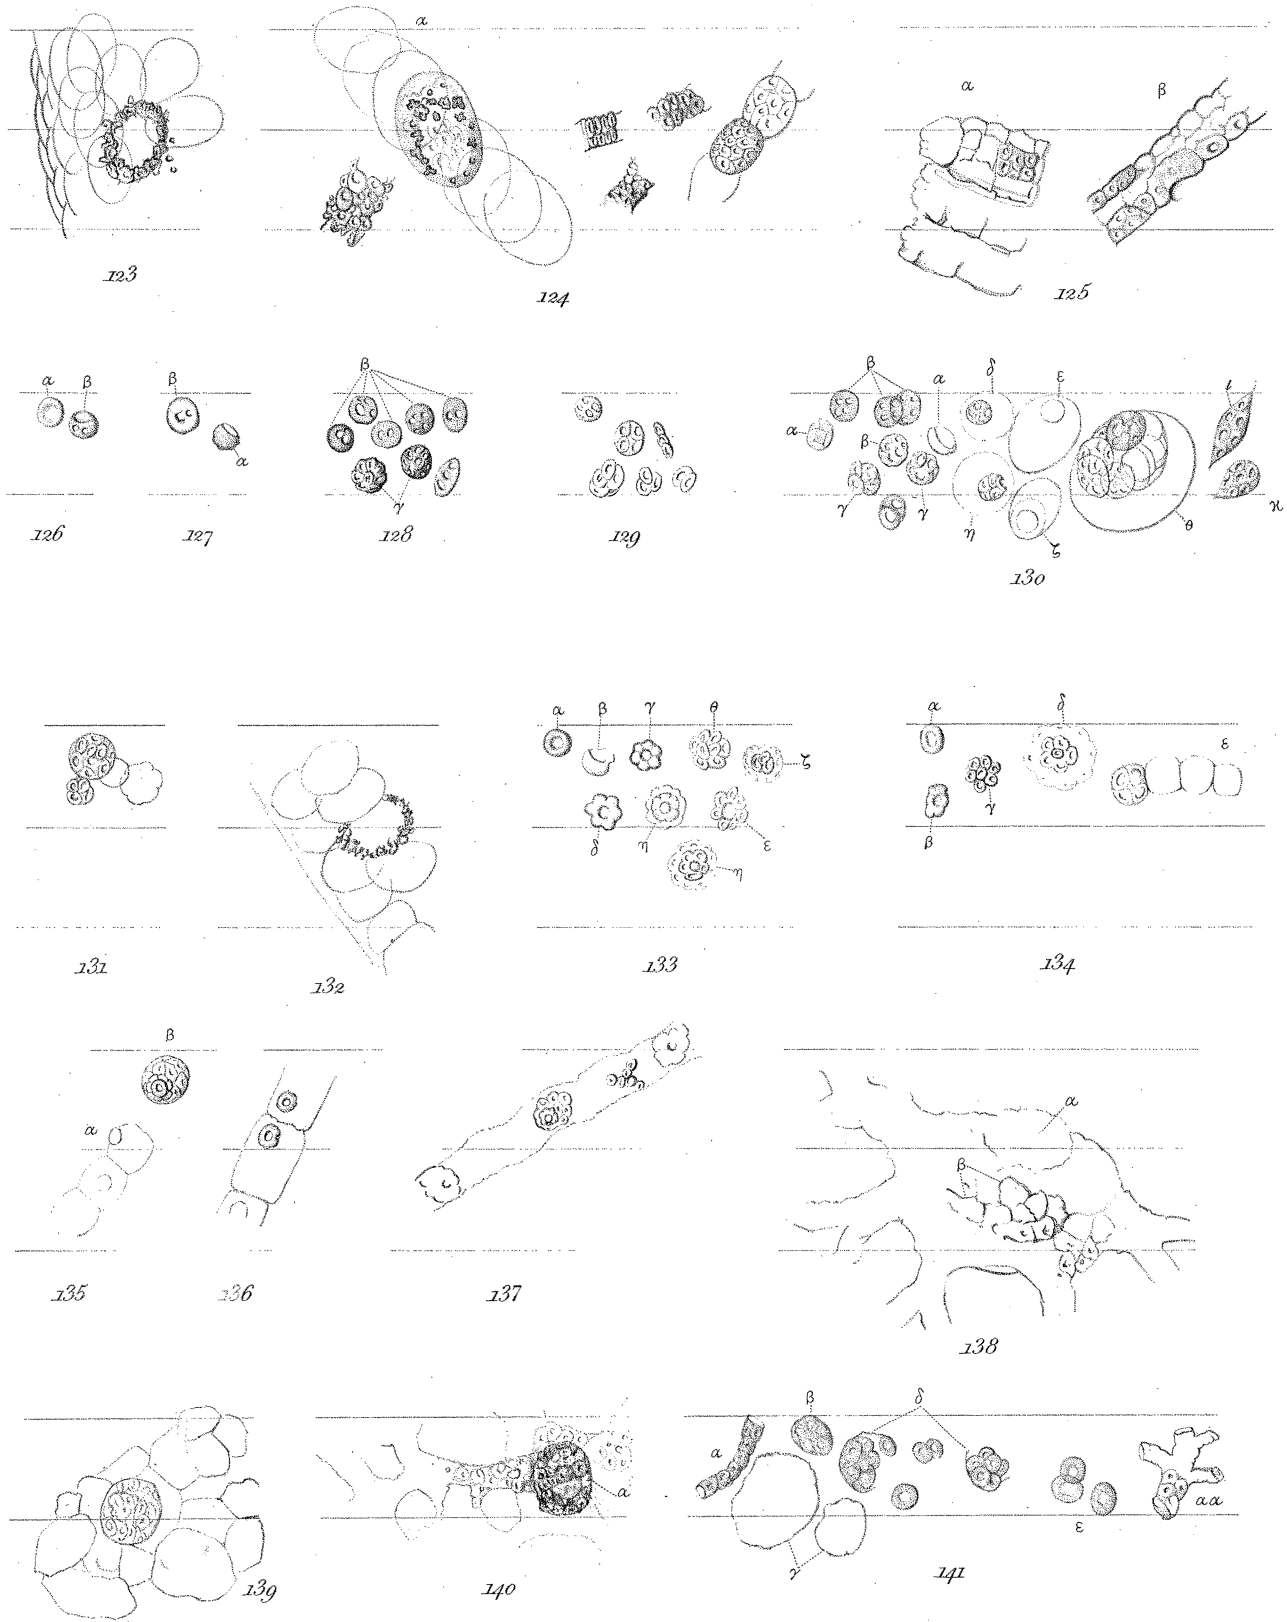 α
α β
123 124 125
α β β β β α δ ε ι
α β
γ α γ γ η ζ θ ϰ
126 127 128 129 130
α β γ θ ζ α δ ε
δ η ε η β γ
131 132 133 134
β
α α
β
135 136 137 138
β δ
α α αα
γ ε
139 140 141